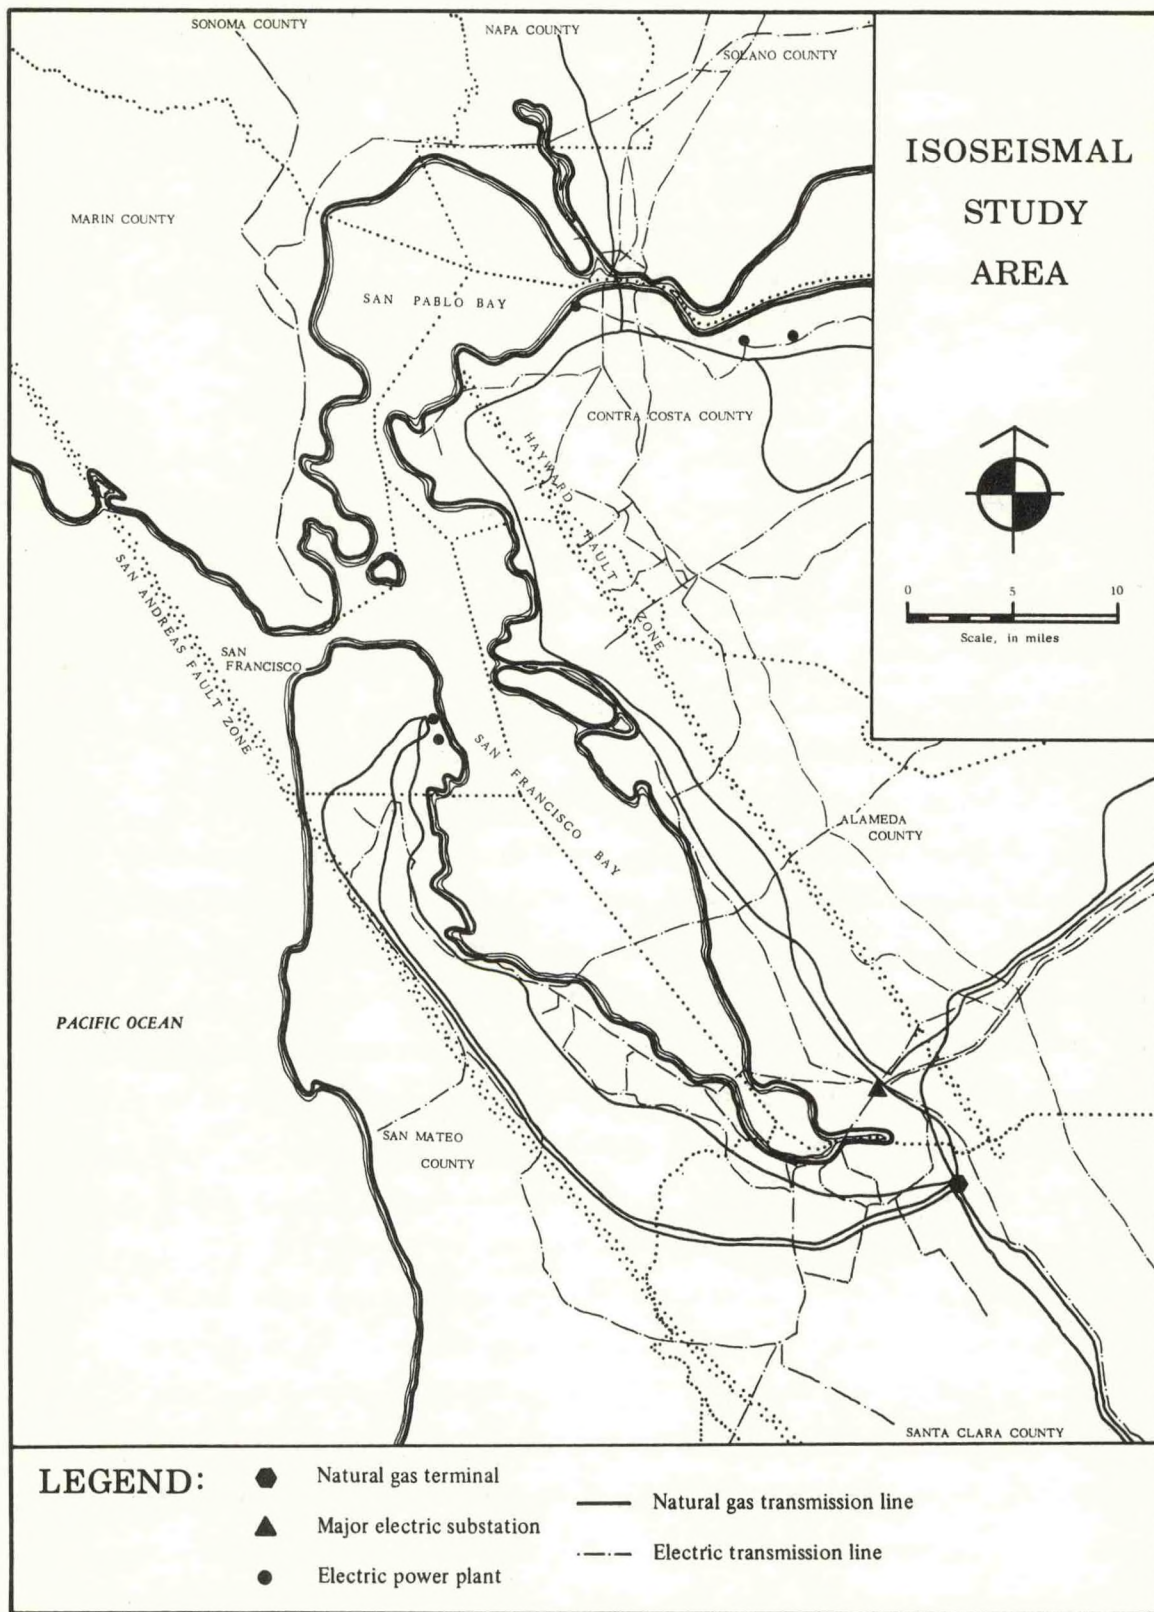 SONOMA COUNTY
NAPA COUNTY
SOLANO COUNTY
ISOSEISMAL
STUDY
AREA
MARIN COUNTY
SAN PABLO BAY
CONTRA COSTA COUNTY
HAYWARD FAULT ZONE
SAN ANDREAS FAULT ZONE
0 5 10
Scale, in miles
SAN
FRANCISCO
SAN FRANCISCO BAY
ALAMEDA
COUNTY
PACIFIC OCEAN
SAN MATEO
COUNTY
SANTA CLARA COUNTY
LEGEND:
Natural gas terminal
Major electric substation
Electric power plant
Natural gas transmission line
Electric transmission line